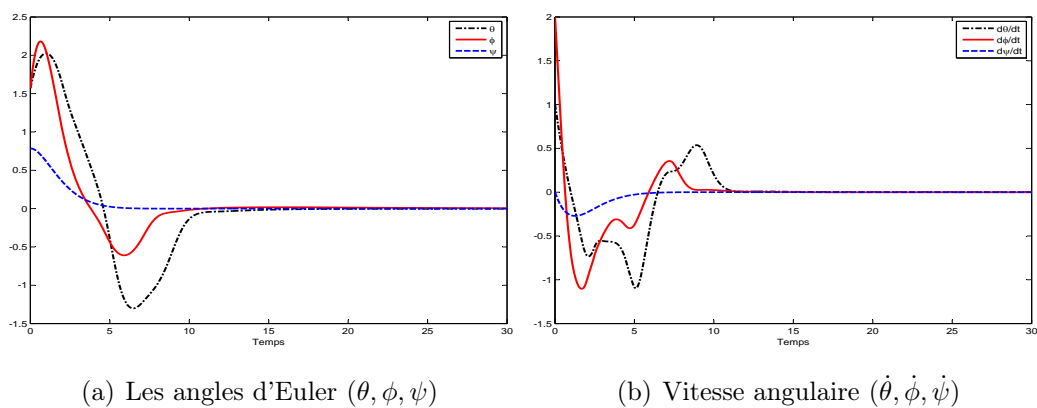 2.5
2
1.5
1
0.5
0
-0.5
-1
-1.5
0 5 10 15 20 25 30
Temps
θ
ϕ
ψ
2
1.5
1
0.5
0
-0.5
-1
-1.5
0 5 10 15 20 25 30
Temps
dθ/dt
dϕ/dt
dψ/dt
(a) Les angles d'Euler (θ, ϕ, ψ)
(b) Vitesse angulaire (θ̇, ϕ̇, ψ̇)